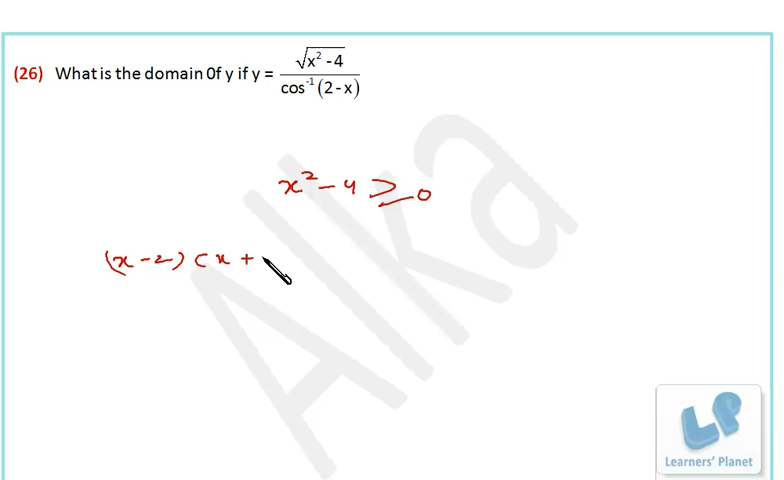 (26) What is the domain 0f y if y = √(x² - 4) / cos⁻¹(2 - x)
x² - 4 ≥ 0
(x - 2) (x +
Alka
LP
Learners' Planet